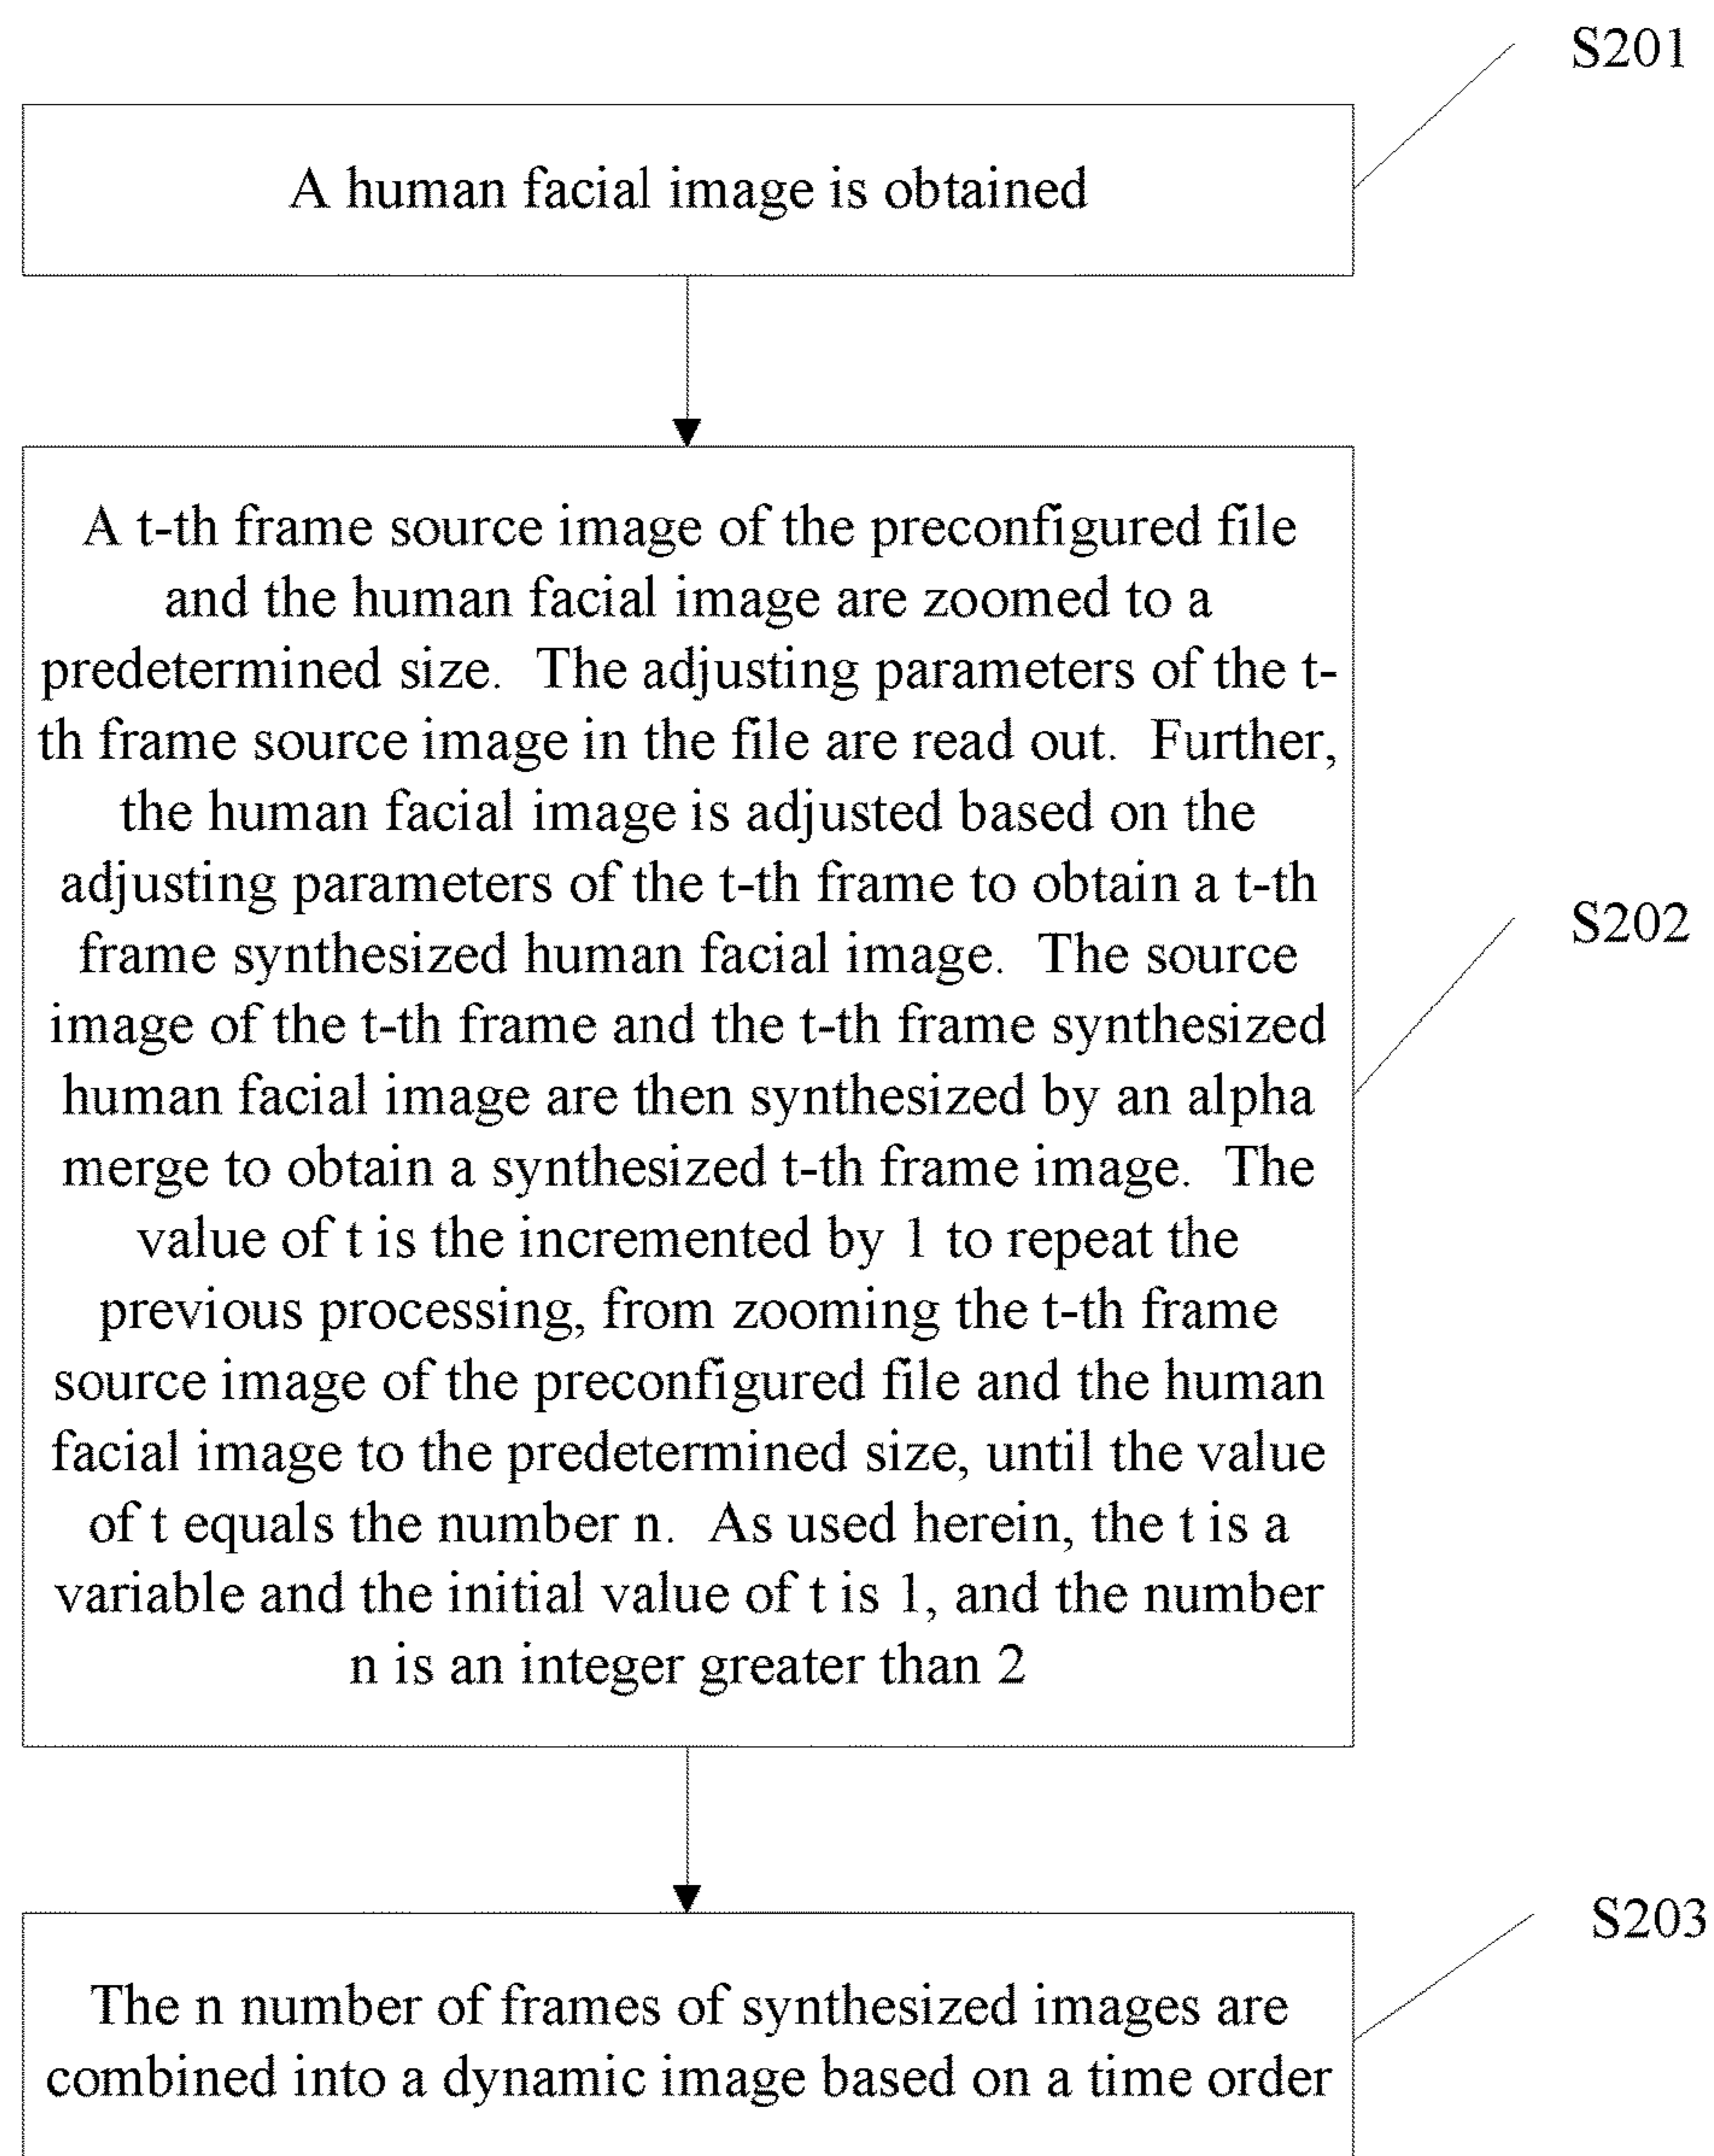 S201
A human facial image is obtained
A t-th frame source image of the preconfigured file
and the human facial image are zoomed to a
predetermined size.  The adjusting parameters of the t-
th frame source image in the file are read out.  Further,
the human facial image is adjusted based on the
adjusting parameters of the t-th frame to obtain a t-th
frame synthesized human facial image.  The source
image of the t-th frame and the t-th frame synthesized
human facial image are then synthesized by an alpha
merge to obtain a synthesized t-th frame image.  The
value of t is the incremented by 1 to repeat the
previous processing, from zooming the t-th frame
source image of the preconfigured file and the human
facial image to the predetermined size, until the value
of t equals the number n.  As used herein, the t is a
variable and the initial value of t is 1, and the number
n is an integer greater than 2
S202
S203
The n number of frames of synthesized images are
combined into a dynamic image based on a time order